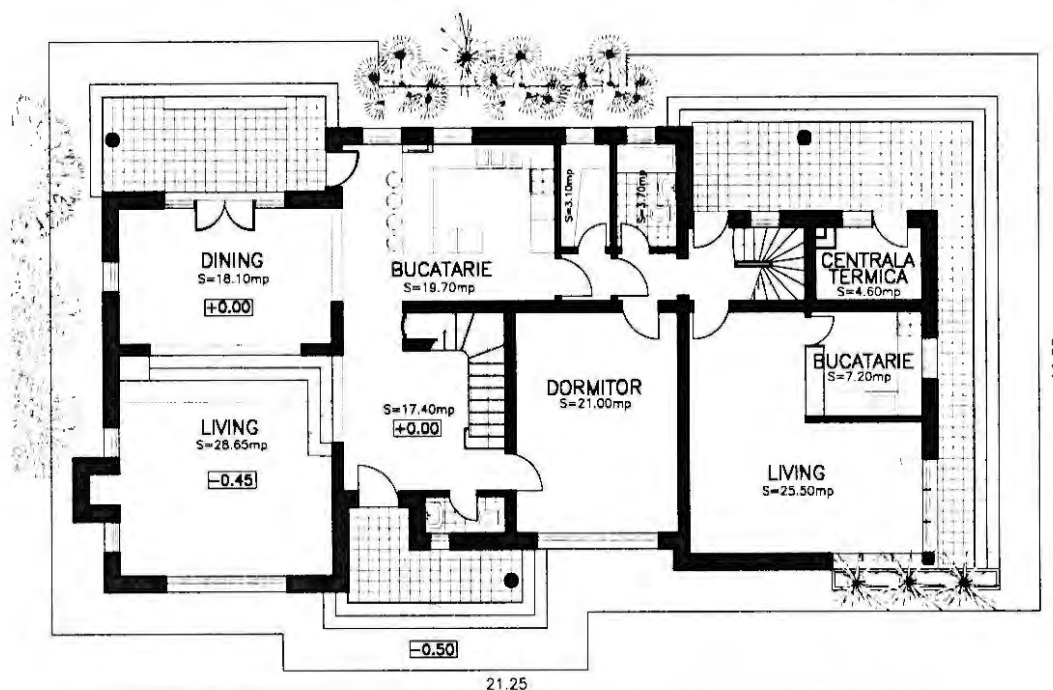 S=3.10mp
S=3.70mp
DINING
S=18.10mp
+0.00
BUCATARIE
S=19.70mp
CENTRALA
TERMICA
S=4.60mp
DORMITOR
S=21.00mp
BUCATARIE
S=7.20mp
S=17.40mp
+0.00
LIVING
S=28.65mp
-0.45
LIVING
S=25.50mp
-0.50
21.25